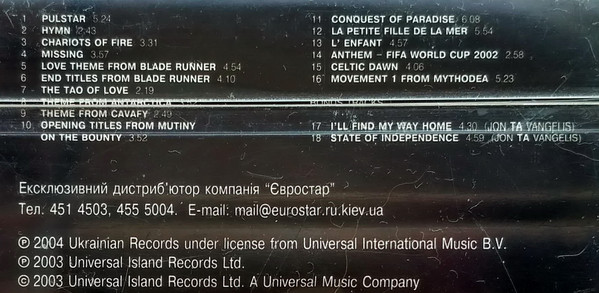 1 PULSTAR 5.24
2 HYMN 2.43
3 CHARIOTS OF FIRE 3.31
4 MISSING 3.57
5 LOVE THEME FROM BLADE RUNNER 4.54
6 END TITLES FROM BLADE RUNNER 4.10
7 THE TAO OF LOVE 2.19
8 THEME FROM ANTARCTICA
9 THEME FROM CAVAFY 2.49
10 OPENING TITLES FROM MUTINY
ON THE BOUNTY 3.52
11 CONQUEST OF PARADISE 6.08
12 LA PETITE FILLE DE LA MER 5.54
13 L' ENFANT 4.57
14 ANTHEM – FIFA WORLD CUP 2002 2.58
15 CELTIC DAWN 4.06
16 MOVEMENT 1 FROM MYTHODEA 5.23
BONUS TRACKS
17 I'LL FIND MY WAY HOME 4.30 (JON TA VANGELIS)
18 STATE OF INDEPENDENCE 4.59 (JON TA VANGELIS)
Ексклюзивний дистриб'ютор компанія "Євростар"
Тел. 451 4503, 455 5004. E-mail: mail@eurostar.ru.kiev.ua
℗ 2004 Ukrainian Records under license from Universal International Music B.V.
℗ 2003 Universal Island Records Ltd.
© 2003 Universal Island Records Ltd. A Universal Music Company